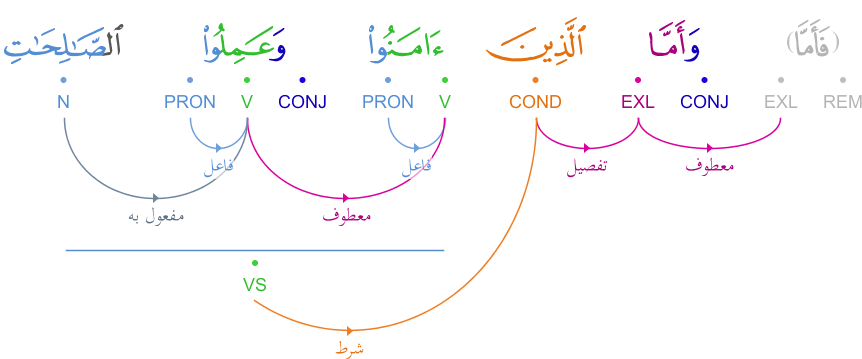 (فَأَمَّا) وَأَمَّا ٱلَّذِينَ ءَامَنُوا۟ وَعَمِلُوا۟ ٱلصَّـٰلِحَـٰتِ
N PRON V CONJ PRON V COND EXL CONJ EXL REM
فاعل فاعل تفصيل معطوف
مفعول به معطوف
VS
شرط